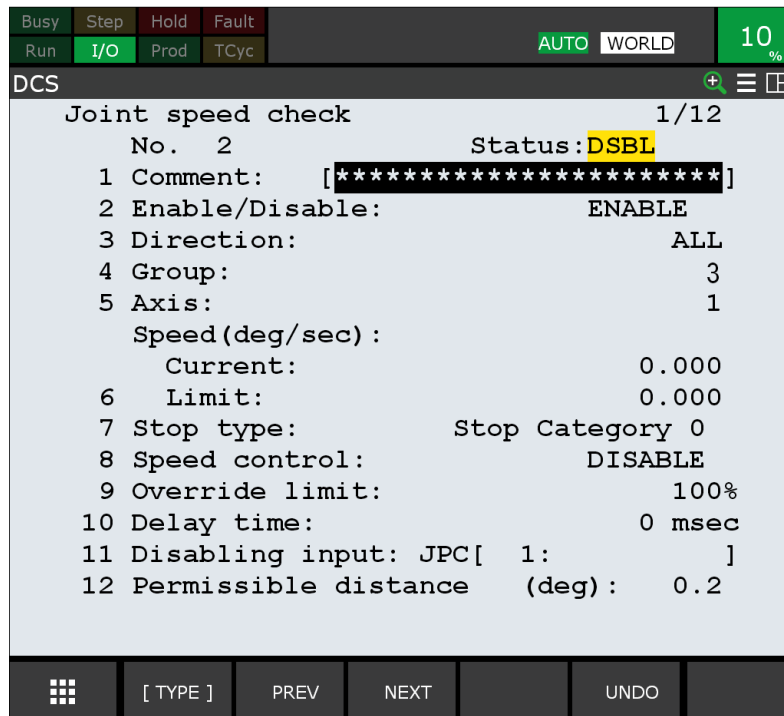 Busy Step Hold Fault
Run I/O Prod TCyc AUTO WORLD 10%
DCS
Joint speed check 1/12
No. 2 Status:DSBL
1 Comment: [***********************]
2 Enable/Disable: ENABLE
3 Direction: ALL
4 Group: 3
5 Axis: 1
Speed(deg/sec):
Current: 0.000
6 Limit: 0.000
7 Stop type: Stop Category 0
8 Speed control: DISABLE
9 Override limit: 100%
10 Delay time: 0 msec
11 Disabling input: JPC[ 1: ]
12 Permissible distance (deg): 0.2
[ TYPE ] PREV NEXT UNDO